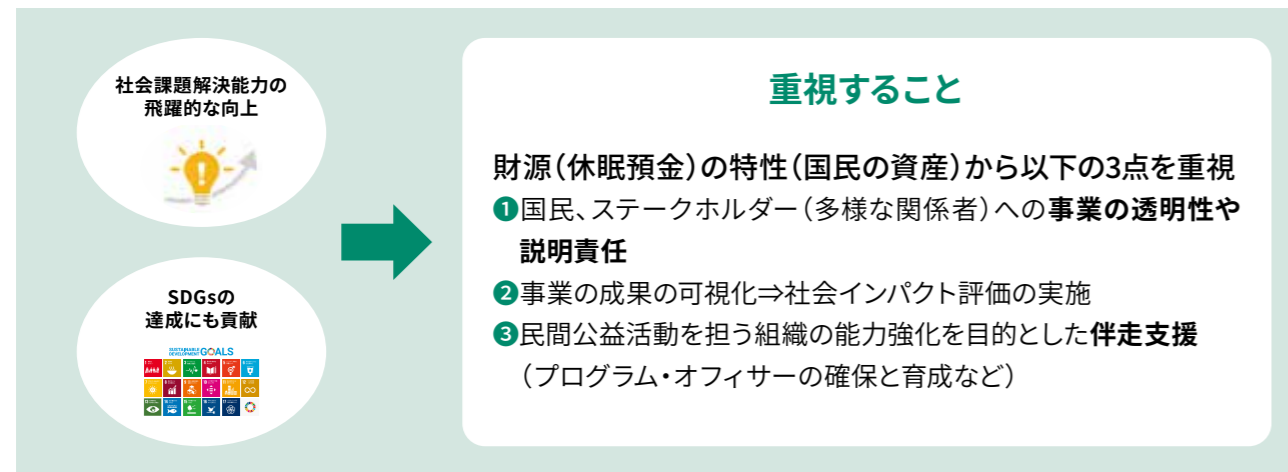 社会課題解決能力の
飛躍的な向上
SDGsの
達成にも貢献
SUSTAINABLE
DEVELOPMENT GOALS
重視すること
財源(休眠預金)の特性(国民の資産)から以下の3点を重視
❶国民、ステークホルダー(多様な関係者)への事業の透明性や
説明責任
❷事業の成果の可視化⇒社会インパクト評価の実施
❸民間公益活動を担う組織の能力強化を目的とした伴走支援
(プログラム・オフィサーの確保と育成など)